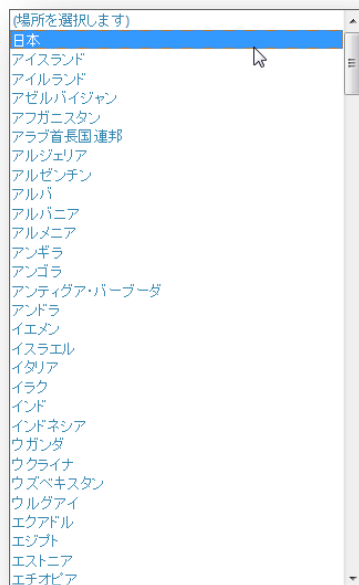 (場所を選択します)
日本
アイスランド
アイルランド
アゼルバイジャン
アフガニスタン
アラブ首長国連邦
アルジェリア
アルゼンチン
アルバ
アルバニア
アルメニア
アンギラ
アンゴラ
アンティグア・バーブーダ
アンドラ
イエメン
イスラエル
イタリア
イラク
インド
インドネシア
ウガンダ
ウクライナ
ウズベキスタン
ウルグアイ
エクアドル
エジプト
エストニア
エチオピア